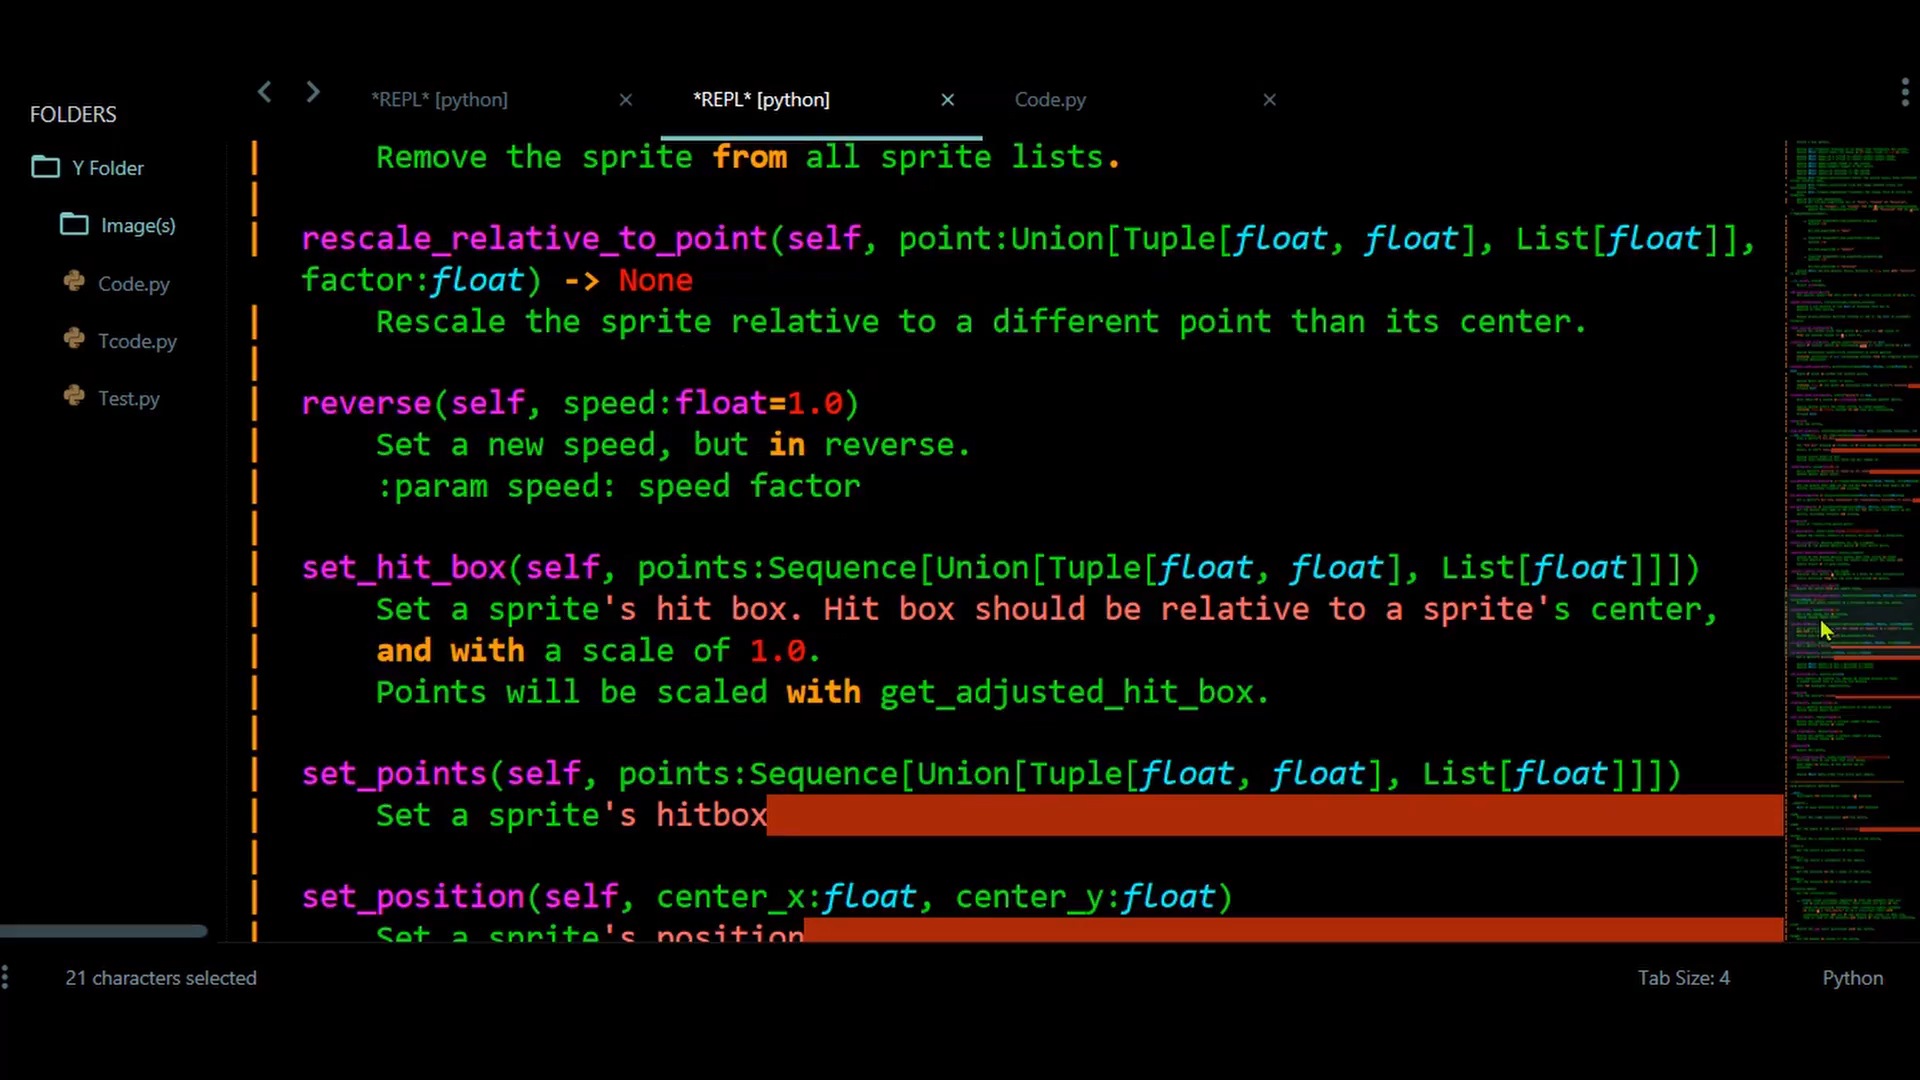 *REPL* [python]
*REPL* [python]
Code.py
FOLDERS
Y Folder
Image(s)
Code.py
Tcode.py
Test.py
| Remove the sprite from all sprite lists.
|
| rescale_relative_to_point(self, point:Union[Tuple[float, float], List[float]],
factor:float) -> None
| Rescale the sprite relative to a different point than its center.
|
| reverse(self, speed:float=1.0)
| Set a new speed, but in reverse.
| :param speed: speed factor
|
| set_hit_box(self, points:Sequence[Union[Tuple[float, float], List[float]]])
| Set a sprite's hit box. Hit box should be relative to a sprite's center,
| and with a scale of 1.0.
| Points will be scaled with get_adjusted_hit_box.
|
| set_points(self, points:Sequence[Union[Tuple[float, float], List[float]]])
| Set a sprite's hitbox
|
| set_position(self, center_x:float, center_y:float)
| Set a sprite's position
21 characters selected
Tab Size: 4
Python